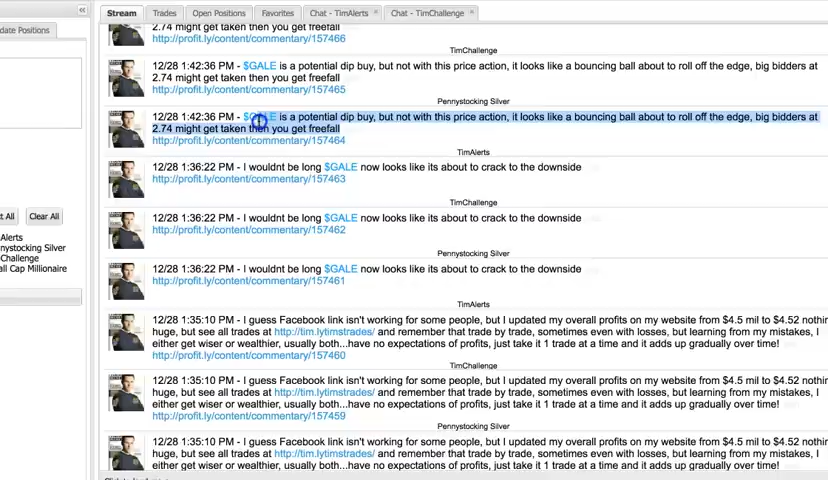 Stream
Trades
Open Positions
Favorites
Chat - TimAlerts
Chat - TimChallenge
date Positions
2.74 might get taken then you get freefall
http://profit.ly/content/commentary/157466
TimChallenge
12/28 1:42:36 PM - $GALE is a potential dip buy, but not with this price action, it looks like a bouncing ball about to roll off the edge, big bidders at
2.74 might get taken then you get freefall
http://profit.ly/content/commentary/157465
Pennystocking Silver
12/28 1:42:36 PM - $GALE is a potential dip buy, but not with this price action, it looks like a bouncing ball about to roll off the edge, big bidders at
2.74 might get taken then you get freefall
http://profit.ly/content/commentary/157464
TimAlerts
12/28 1:36:22 PM - I wouldnt be long $GALE now looks like its about to crack to the downside
http://profit.ly/content/commentary/157463
TimChallenge
12/28 1:36:22 PM - I wouldnt be long $GALE now looks like its about to crack to the downside
http://profit.ly/content/commentary/157462
Pennystocking Silver
12/28 1:36:22 PM - I wouldnt be long $GALE now looks like its about to crack to the downside
http://profit.ly/content/commentary/157461
TimAlerts
12/28 1:35:10 PM - I guess Facebook link isn't working for some people, but I updated my overall profits on my website from $4.5 mil to $4.52 nothin
huge, but see all trades at http://tim.lytimstrades/ and remember that trade by trade, sometimes even with losses, but learning from my mistakes, I
either get wiser or wealthier, usually both...have no expectations of profits, just take it 1 trade at a time and it adds up gradually over time!
http://profit.ly/content/commentary/157460
TimChallenge
12/28 1:35:10 PM - I guess Facebook link isn't working for some people, but I updated my overall profits on my website from $4.5 mil to $4.52 nothin
huge, but see all trades at http://tim.lytimstrades/ and remember that trade by trade, sometimes even with losses, but learning from my mistakes, I
either get wiser or wealthier, usually both...have no expectations of profits, just take it 1 trade at a time and it adds up gradually over time!
http://profit.ly/content/commentary/157459
Pennystocking Silver
12/28 1:35:10 PM - I guess Facebook link isn't working for some people, but I updated my overall profits on my website from $4.5 mil to $4.52 nothin
huge, but see all trades at http://tim.lytimstrades/ and remember that trade by trade, sometimes even with losses, but learning from my mistakes, I
either get wiser or wealthier, usually both...have no expectations of profits, just take it 1 trade at a time and it adds up gradually over time!
ct All
Clear All
Alerts
nnystocking Silver
Challenge
all Cap Millionaire